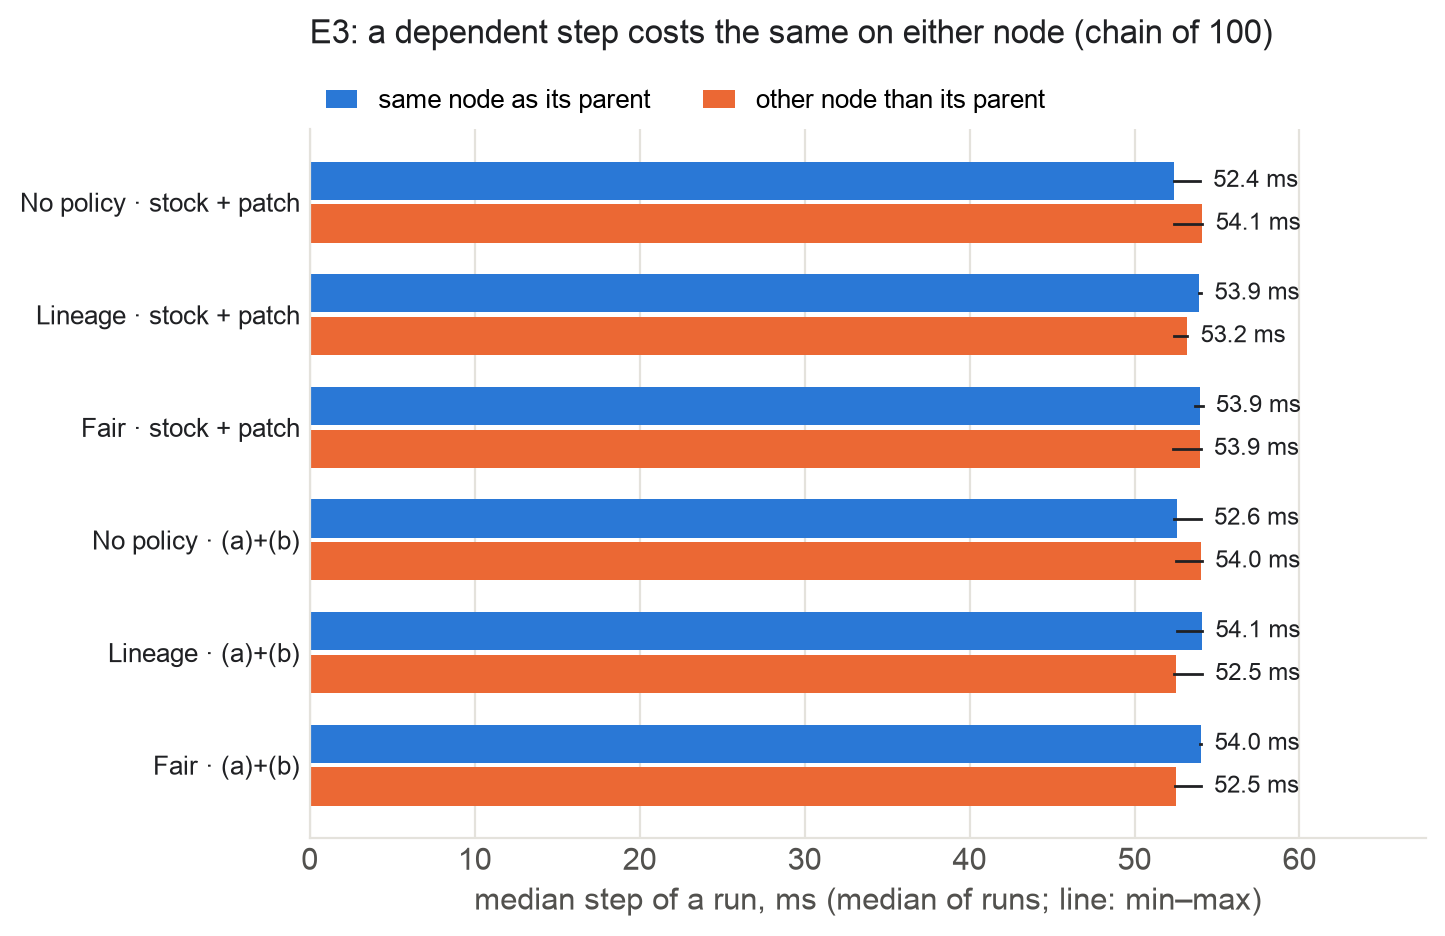 E3: a dependent step costs the same on either node (chain of 100)
same node as its parent other node than its parent
No policy · stock + patch
52.4 ms
54.1 ms
Lineage · stock + patch
53.9 ms
53.2 ms
Fair · stock + patch
53.9 ms
53.9 ms
No policy · (a)+(b)
52.6 ms
54.0 ms
Lineage · (a)+(b)
54.1 ms
52.5 ms
Fair · (a)+(b)
54.0 ms
52.5 ms
0 10 20 30 40 50 60
median step of a run, ms (median of runs; line: min–max)